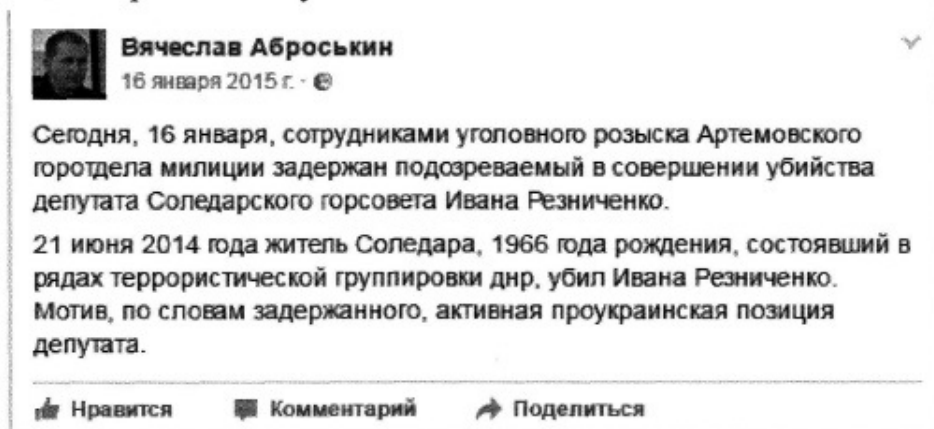 Вячеслав Аброськин
16 января 2015 г. ·
Сегодня, 16 января, сотрудниками уголовного розыска Артемовского
горотдела милиции задержан подозреваемый в совершении убийства
депутата Соледарского горсовета Ивана Резниченко.
21 июня 2014 года житель Соледара, 1966 года рождения, состоявший в
рядах террористической группировки днр, убил Ивана Резниченко.
Мотив, по словам задержанного, активная проукраинская позиция
депутата.
Нравится Комментарий Поделиться